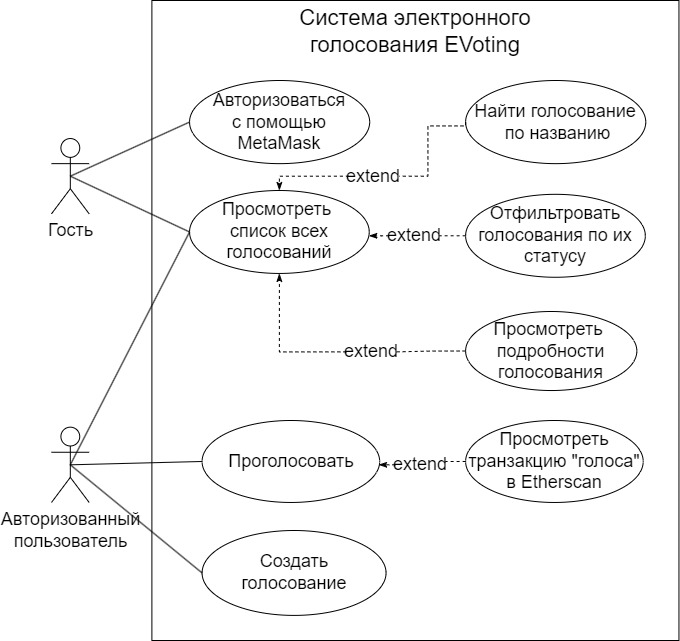 Система электронного
голосования EVoting
Авторизоваться
с помощью
MetaMask
Найти голосование
по названию
extend
Гость
Просмотреть
список всех
голосований
extend
Отфильтровать
голосования по их
статусу
extend
Просмотреть
подробности
голосования
Авторизованный
пользователь
Проголосовать
extend
Просмотреть
транзакцию "голоса"
в Etherscan
Создать
голосование